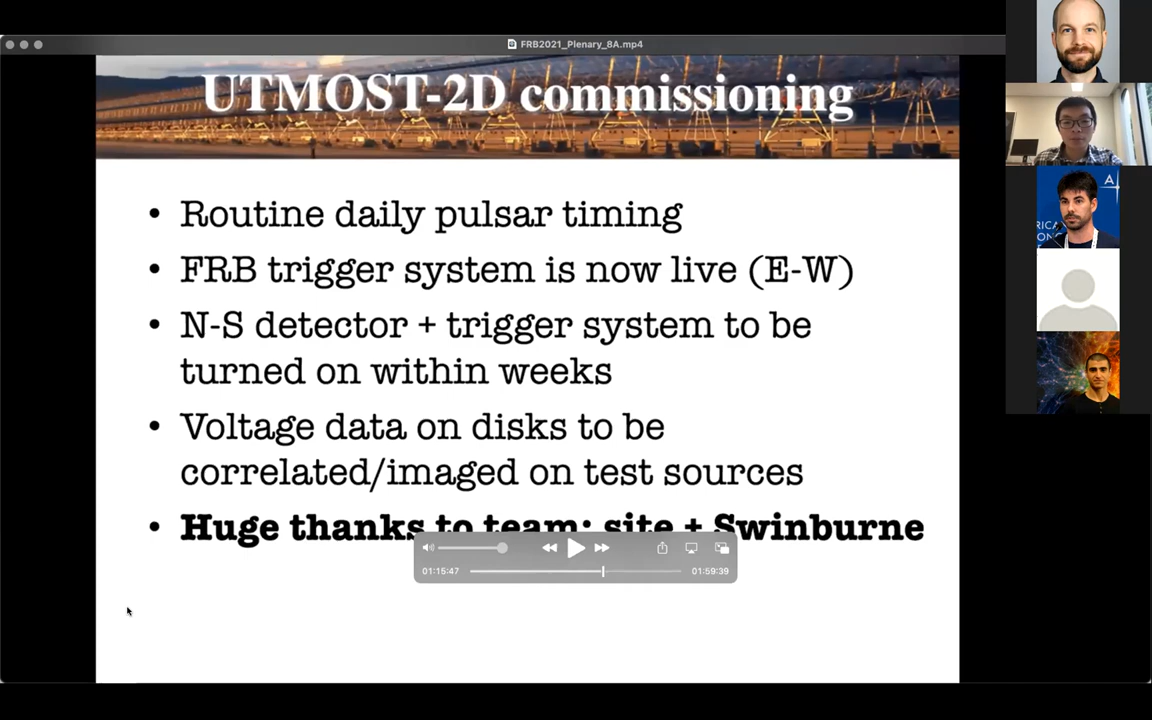 FRB2021_Plenary_8A.mp4
UTMOST-2D commissioning
• Routine daily pulsar timing
• FRB trigger system is now live (E-W)
• N-S detector + trigger system to be
turned on within weeks
• Voltage data on disks to be
correlated/imaged on test sources
• Huge thanks to team: site + Swinburne
01:15:47
01:59:39
A
RICA
ONO